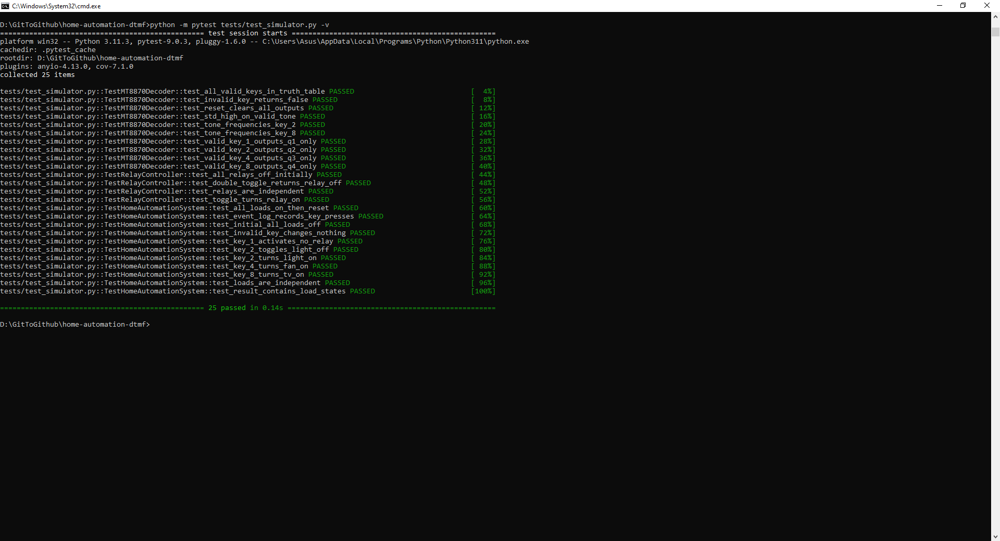 C:\Windows\System32\cmd.exe
D:\GitToGithub\home-automation-dtmf>python -m pytest tests/test_simulator.py -v
================================================= test session starts =================================================
platform win32 -- Python 3.11.3, pytest-9.0.3, pluggy-1.6.0 -- C:\Users\Asus\AppData\Local\Programs\Python\Python311\python.exe
cachedir: .pytest_cache
rootdir: D:\GitToGithub\home-automation-dtmf
plugins: anyio-4.13.0, cov-7.1.0
collected 25 items
tests/test_simulator.py::TestMT8870Decoder::test_all_valid_keys_in_truth_table PASSED [  4%]
tests/test_simulator.py::TestMT8870Decoder::test_invalid_key_returns_false PASSED [  8%]
tests/test_simulator.py::TestMT8870Decoder::test_reset_clears_all_outputs PASSED [ 12%]
tests/test_simulator.py::TestMT8870Decoder::test_std_high_on_valid_tone PASSED [ 16%]
tests/test_simulator.py::TestMT8870Decoder::test_tone_frequencies_key_2 PASSED [ 20%]
tests/test_simulator.py::TestMT8870Decoder::test_tone_frequencies_key_8 PASSED [ 24%]
tests/test_simulator.py::TestMT8870Decoder::test_valid_key_1_outputs_q1_only PASSED [ 28%]
tests/test_simulator.py::TestMT8870Decoder::test_valid_key_2_outputs_q2_only PASSED [ 32%]
tests/test_simulator.py::TestMT8870Decoder::test_valid_key_4_outputs_q3_only PASSED [ 36%]
tests/test_simulator.py::TestMT8870Decoder::test_valid_key_8_outputs_q4_only PASSED [ 40%]
tests/test_simulator.py::TestRelayController::test_all_relays_off_initially PASSED [ 44%]
tests/test_simulator.py::TestRelayController::test_double_toggle_returns_relay_off PASSED [ 48%]
tests/test_simulator.py::TestRelayController::test_relays_are_independent PASSED [ 52%]
tests/test_simulator.py::TestRelayController::test_toggle_turns_relay_on PASSED [ 56%]
tests/test_simulator.py::TestHomeAutomationSystem::test_all_loads_on_then_reset PASSED [ 60%]
tests/test_simulator.py::TestHomeAutomationSystem::test_event_log_records_key_presses PASSED [ 64%]
tests/test_simulator.py::TestHomeAutomationSystem::test_initial_all_loads_off PASSED [ 68%]
tests/test_simulator.py::TestHomeAutomationSystem::test_invalid_key_changes_nothing PASSED [ 72%]
tests/test_simulator.py::TestHomeAutomationSystem::test_key_1_activates_no_relay PASSED [ 76%]
tests/test_simulator.py::TestHomeAutomationSystem::test_key_2_toggles_light_off PASSED [ 80%]
tests/test_simulator.py::TestHomeAutomationSystem::test_key_2_turns_light_on PASSED [ 84%]
tests/test_simulator.py::TestHomeAutomationSystem::test_key_4_turns_fan_on PASSED [ 88%]
tests/test_simulator.py::TestHomeAutomationSystem::test_key_8_turns_tv_on PASSED [ 92%]
tests/test_simulator.py::TestHomeAutomationSystem::test_loads_are_independent PASSED [ 96%]
tests/test_simulator.py::TestHomeAutomationSystem::test_result_contains_load_states PASSED [100%]
================================================= 25 passed in 0.14s ==================================================
D:\GitToGithub\home-automation-dtmf>